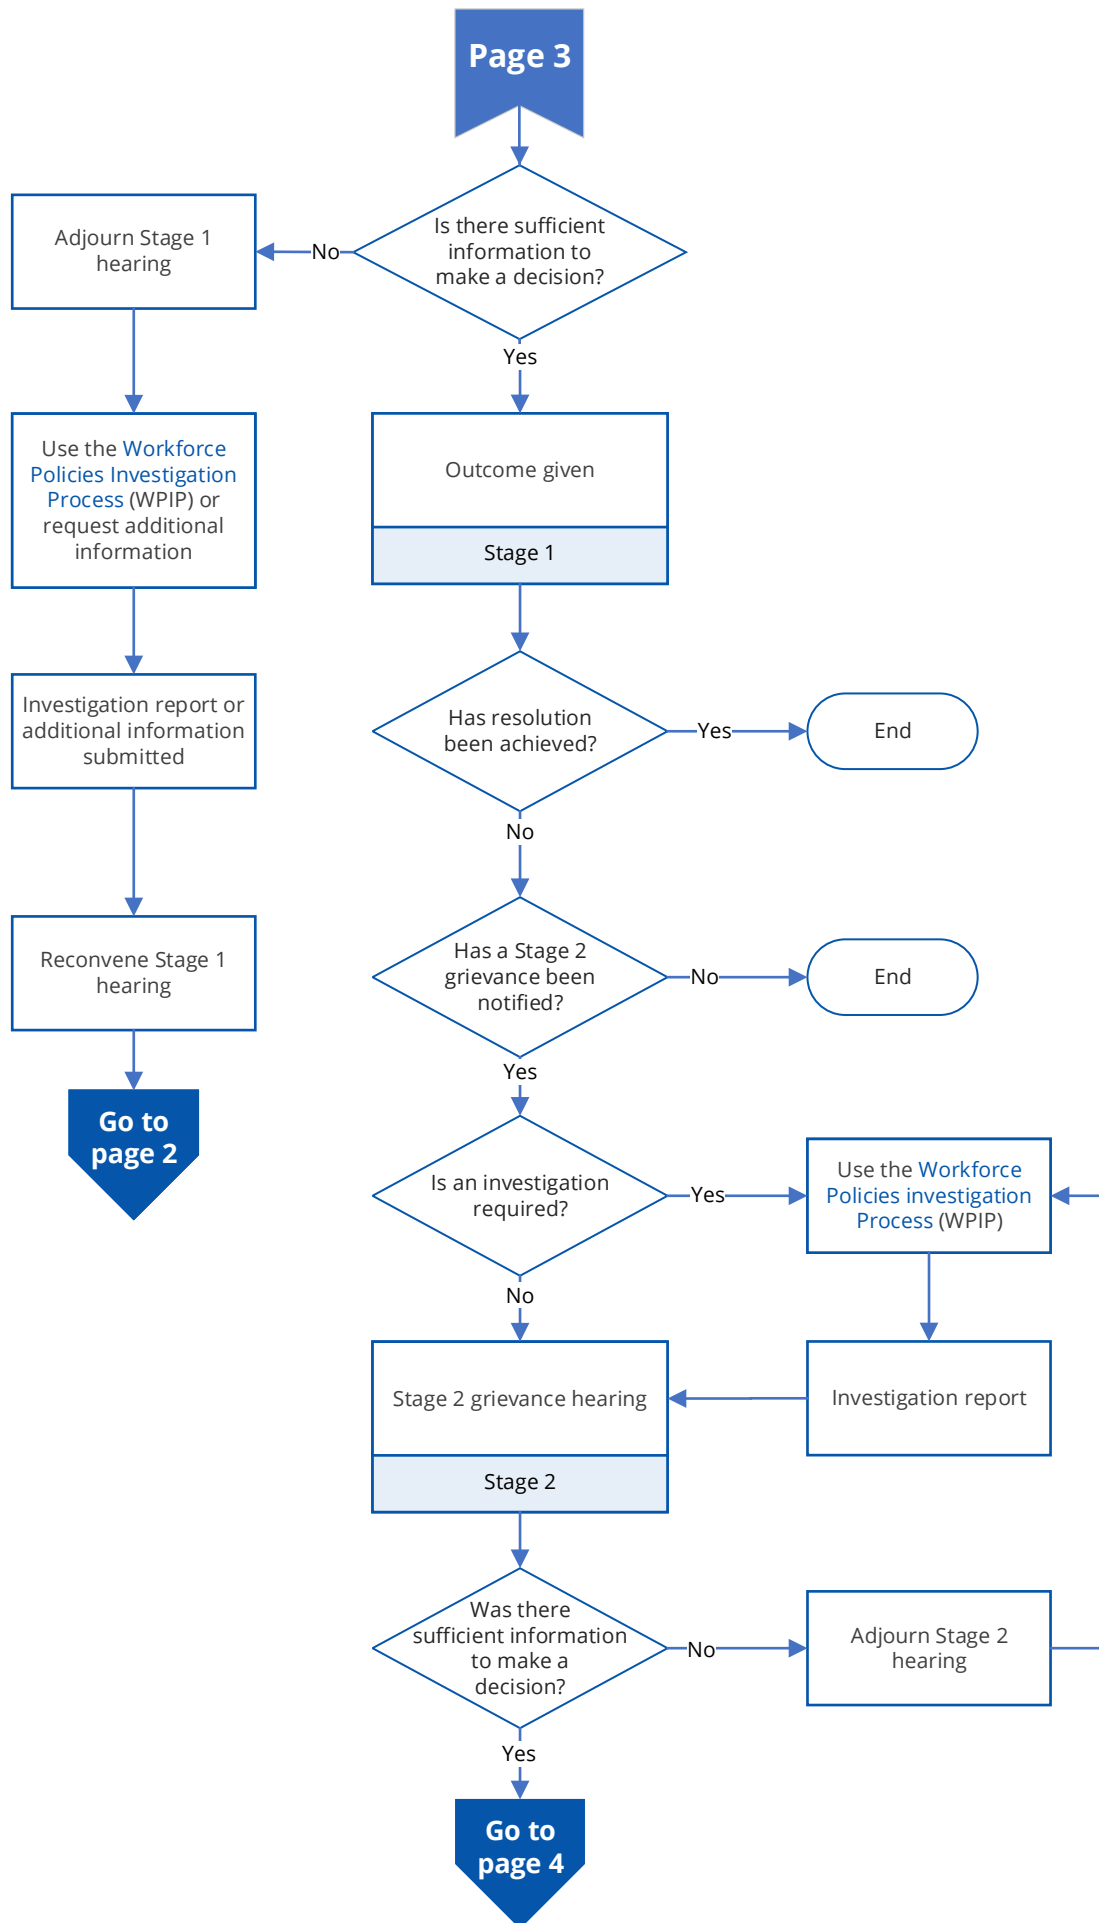 Page 3
Is there sufficient
information to
make a decision?
No
Adjourn Stage 1
hearing
Yes
Use the Workforce
Policies Investigation
Process (WPIP) or
request additional
information
Outcome given
Stage 1
Investigation report or
additional information
submitted
Has resolution
been achieved?
Yes
End
No
Reconvene Stage 1
hearing
Has a Stage 2
grievance been
notified?
No
End
Yes
Go to
page 2
Is an investigation
required?
Yes
Use the Workforce
Policies investigation
Process (WPIP)
No
Stage 2 grievance hearing
Investigation report
Stage 2
Was there
sufficient information
to make a
decision?
No
Adjourn Stage 2
hearing
Yes
Go to
page 4